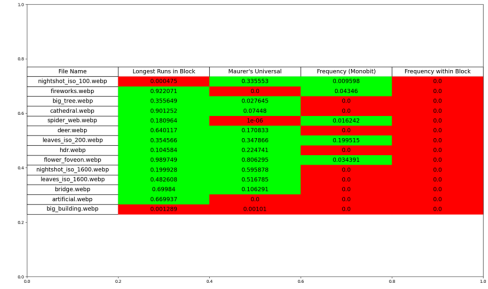 1.0
0.8
File Name Longest Runs in Block Maurer's Universal Frequency (Monobit) Frequency within Block
nightshot_iso_100.webp 0.000475 0.335553 0.009598 0.0
fireworks.webp 0.922071 0.0 0.04346 0.0
big_tree.webp 0.355649 0.027645 0.0 0.0
cathedral.webp 0.901252 0.07448 0.0 0.0
0.6
spider_web.webp 0.180964 1e-06 0.016242 0.0
deer.webp 0.640117 0.170833 0.0 0.0
leaves_iso_200.webp 0.354566 0.347866 0.199515 0.0
hdr.webp 0.104584 0.224741 0.0 0.0
flower_foveon.webp 0.989749 0.806295 0.034391 0.0
0.4
nightshot_iso_1600.webp 0.199928 0.595878 0.0 0.0
leaves_iso_1600.webp 0.482608 0.516785 0.0 0.0
bridge.webp 0.69984 0.106291 0.0 0.0
artificial.webp 0.669937 0.0 0.0 0.0
big_building.webp 0.001299 0.00101 0.0 0.0
0.2
0.0
0.0 0.2 0.4 0.6 0.8 1.0